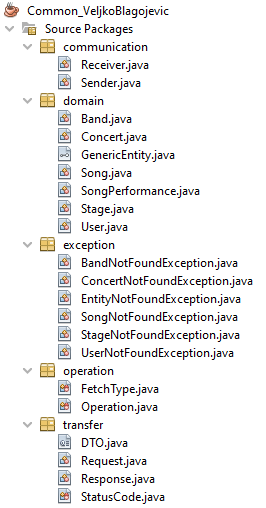 Common_VeljkoBlagojevic
Source Packages
communication
Receiver.java
Sender.java
domain
Band.java
Concert.java
GenericEntity.java
Song.java
SongPerformance.java
Stage.java
User.java
exception
BandNotFoundException.java
ConcertNotFoundException.java
EntityNotFoundException.java
SongNotFoundException.java
StageNotFoundException.java
UserNotFoundException.java
operation
FetchType.java
Operation.java
transfer
DTO.java
Request.java
Response.java
StatusCode.java